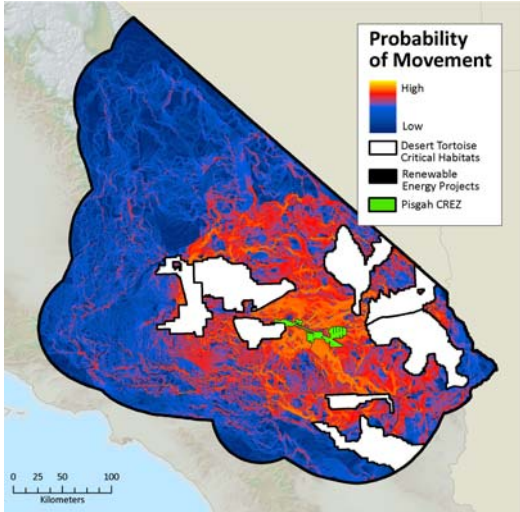 Probability
of Movement
High
Low
Desert Tortoise
Critical Habitats
Renewable
Energy Projects
Pisgah CREZ
0 25 50 100
Kilometers